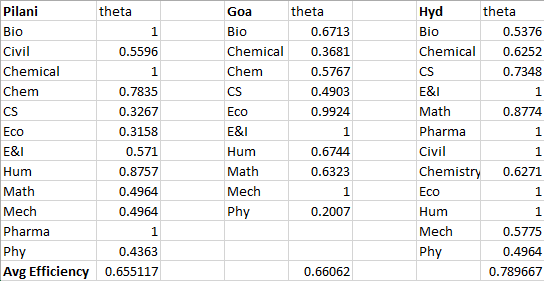 Pilani theta Goa theta Hyd theta
Bio 1 Bio 0.6713 Bio 0.5376
Civil 0.5596 Chemical 0.3681 Chemical 0.6252
Chemical 1 Chem 0.5767 CS 0.7348
Chem 0.7835 CS 0.4903 E&I 1
CS 0.3267 Eco 0.9924 Math 0.8774
Eco 0.3158 E&I 1 Pharma 1
E&I 0.571 Hum 0.6744 Civil 1
Hum 0.8757 Math 0.6323 Chemistry 0.6271
Math 0.4964 Mech 1 Eco 1
Mech 0.4964 Phy 0.2007 Hum 1
Pharma 1 Mech 0.5775
Phy 0.4363 Phy 0.4964
Avg Efficiency 0.655117 0.66062 0.789667